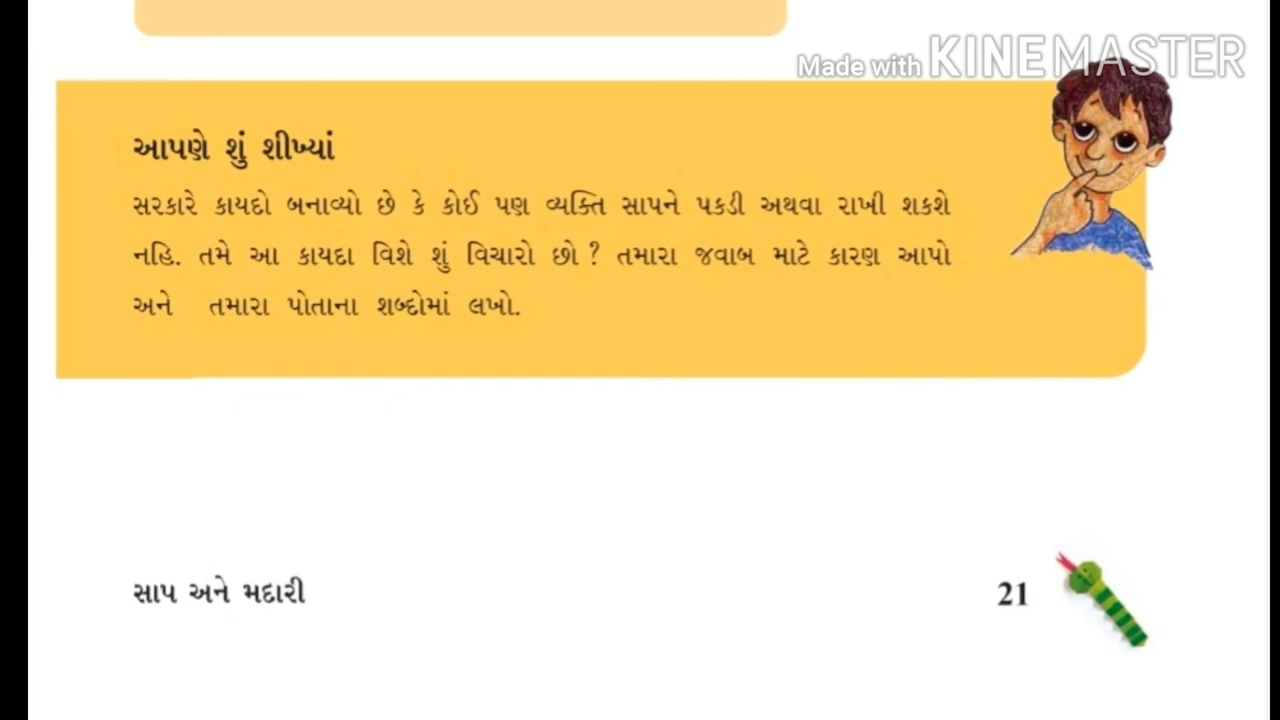 Made with KINEMASTER
આપણે શું શીખ્યાં
સરકારે કાયદો બનાવ્યો છે કે કોઈ પણ વ્યક્તિ સાપને પકડી અથવા રાખી શકશે
નહિ. તમે આ કાયદા વિશે શું વિચારો છો ? તમારા જવાબ માટે કારણ આપો
અને તમારા પોતાના શબ્દોમાં લખો.
સાપ અને મદારી
21